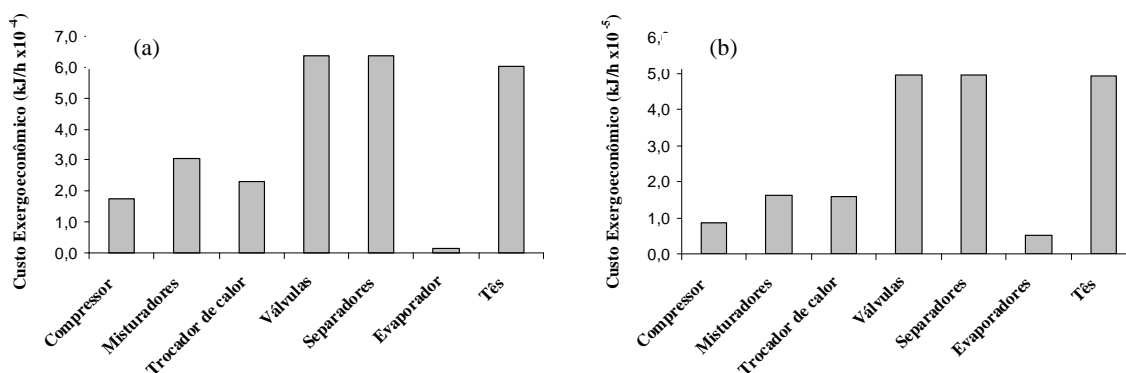 Custo Exergoeconômico (kJ/h x10⁻⁴)
(a)
7,0
6,0
5,0
4,0
3,0
2,0
1,0
0,0
Compressor
Misturadores
Trocador de calor
Válvulas
Separadores
Evaporador
Tês
Custo Exergoeconômico (kJ/h x10⁻⁵)
(b)
6,0
5,0
4,0
3,0
2,0
1,0
0,0
Compressor
Misturadores
Trocador de calor
Válvulas
Separadores
Evaporadores
Tês